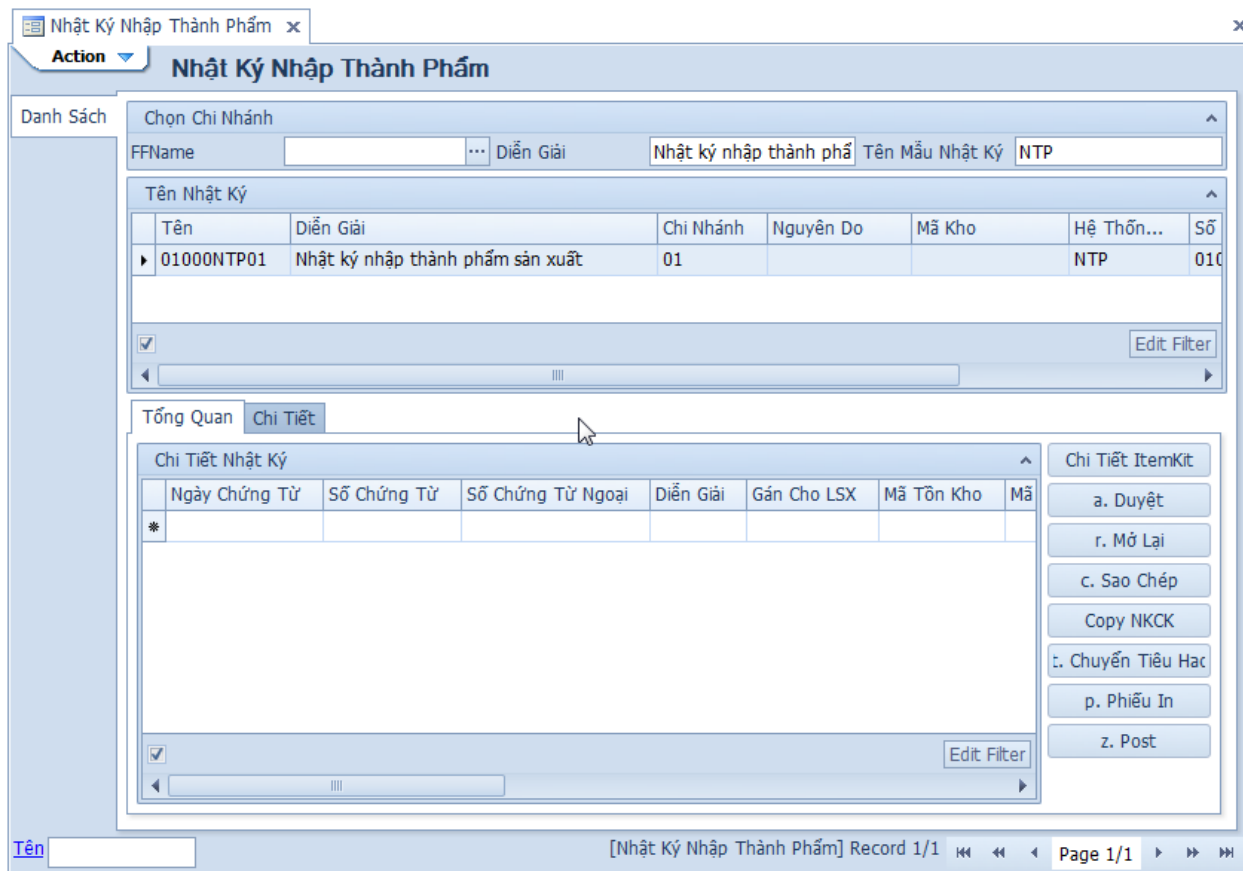 Nhật Ký Nhập Thành Phẩm
Action
Nhật Ký Nhập Thành Phẩm
Danh Sách
Chọn Chi Nhánh
FFName ... Diễn Giải Nhật ký nhập thành phẩ Tên Mẫu Nhật Ký NTP
Tên Nhật Ký
Tên Diễn Giải Chi Nhánh Nguyên Do Mã Kho Hệ Thốn... Số
01000NTP01 Nhật ký nhập thành phẩm sản xuất 01 NTP 010
Edit Filter
Tổng Quan Chi Tiết
Chi Tiết Nhật Ký
Ngày Chứng Từ Số Chứng Từ Số Chứng Từ Ngoại Diễn Giải Gán Cho LSX Mã Tồn Kho Mã
Edit Filter
Chi Tiết ItemKit
a. Duyệt
r. Mở Lại
c. Sao Chép
Copy NKCK
t. Chuyển Tiêu Hao
p. Phiếu In
z. Post
Tên
[Nhật Ký Nhập Thành Phẩm] Record 1/1 Page 1/1